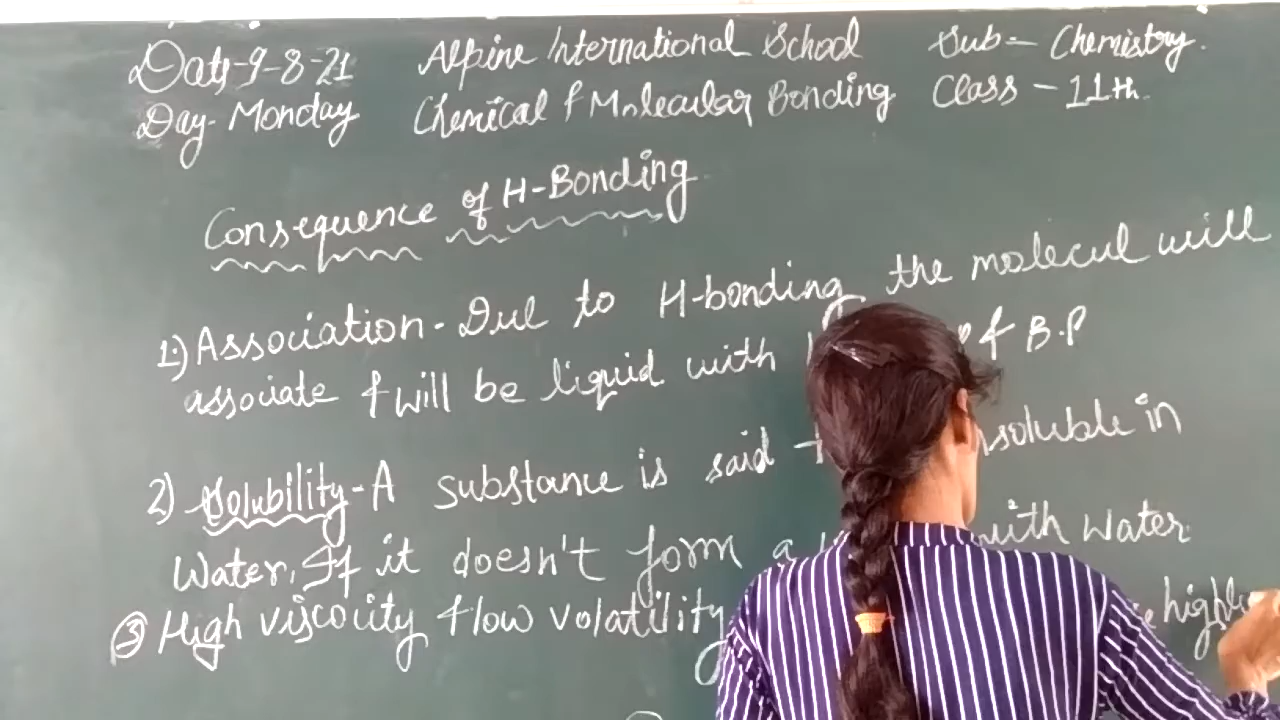 Date-9-8-21 Alpine International School Sub- Chemistry.
Day-Monday Chemical & Molecular Bonding Class - 11th.
Consequence of H-Bonding
1) Association - Due to H-bonding the molecul will
associate & will be liquid with & B.P
2) Solubility - A substance is said insoluble in
Water, If it doesn't form a with water
③ High viscocity & low volatility highly